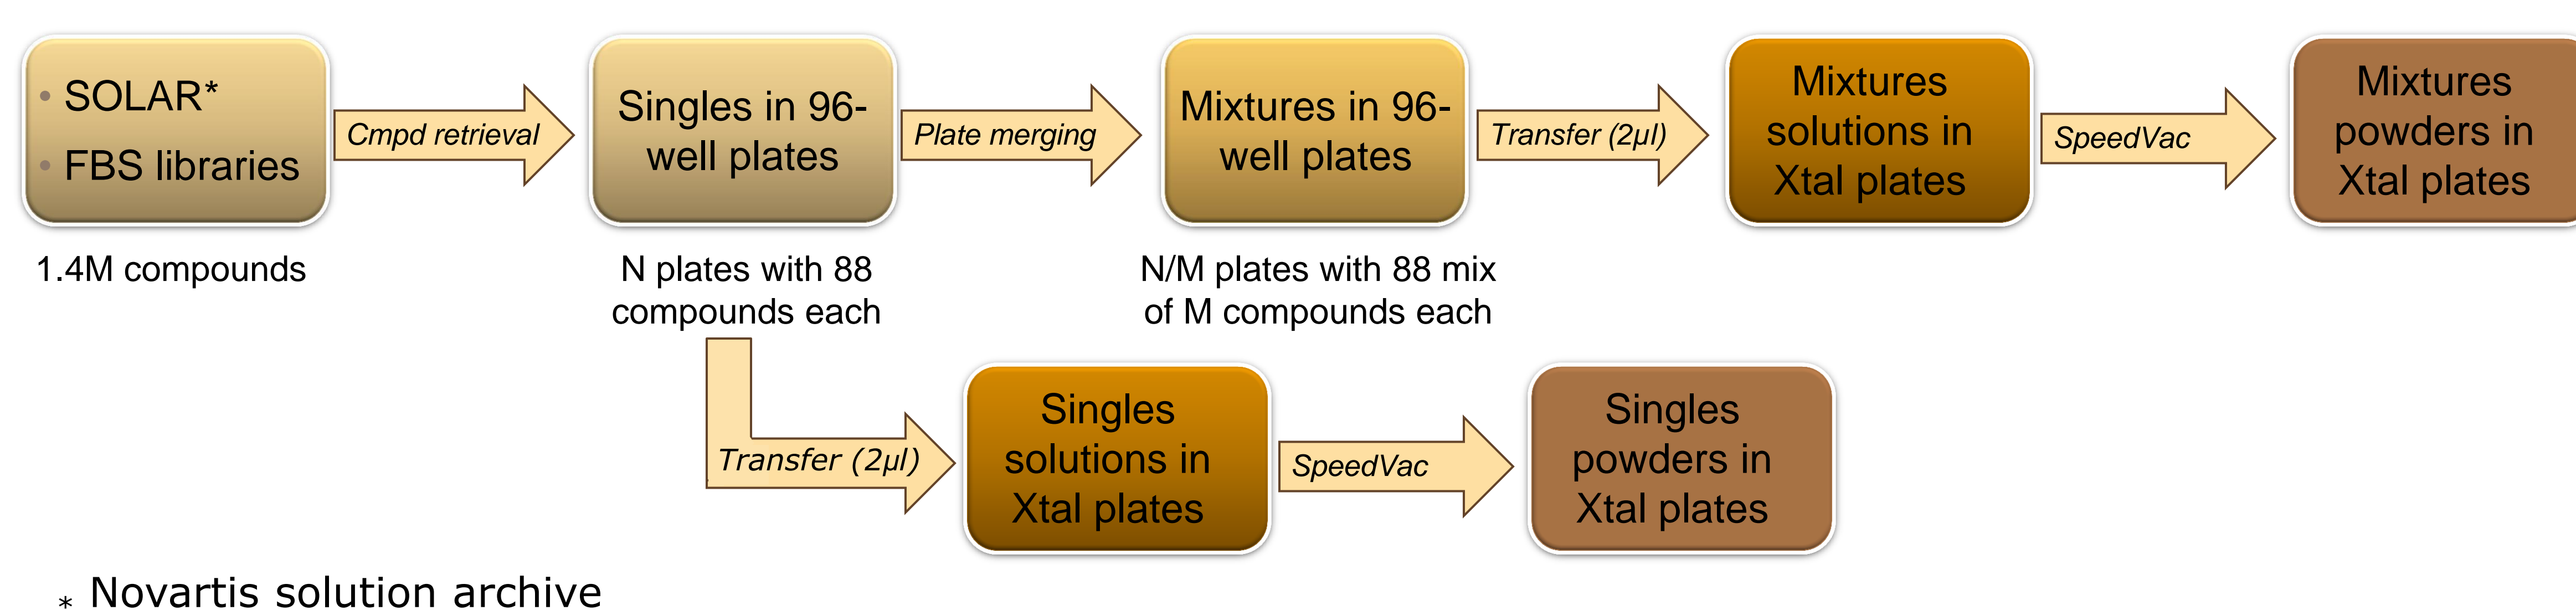 • SOLAR*
• FBS libraries
Cmpd retrieval
Singles in 96-
well plates
Plate merging
Mixtures in 96-
well plates
Transfer (2µl)
Mixtures
solutions in
Xtal plates
SpeedVac
Mixtures
powders in
Xtal plates
1.4M compounds
N plates with 88
compounds each
N/M plates with 88 mix
of M compounds each
Transfer (2µl)
Singles
solutions in
Xtal plates
SpeedVac
Singles
powders in
Xtal plates
* Novartis solution archive